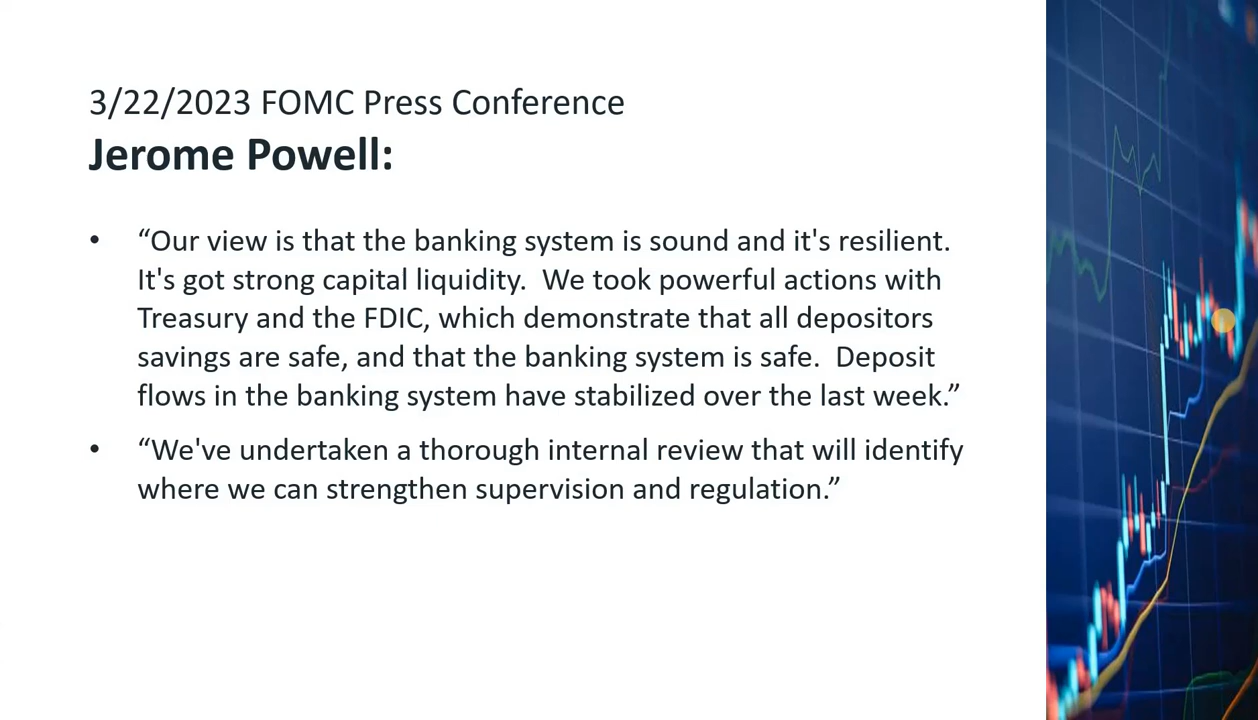 3/22/2023 FOMC Press Conference
Jerome Powell:
• “Our view is that the banking system is sound and it's resilient.
It's got strong capital liquidity.  We took powerful actions with
Treasury and the FDIC, which demonstrate that all depositors
savings are safe, and that the banking system is safe.  Deposit
flows in the banking system have stabilized over the last week.”
• “We've undertaken a thorough internal review that will identify
where we can strengthen supervision and regulation.”